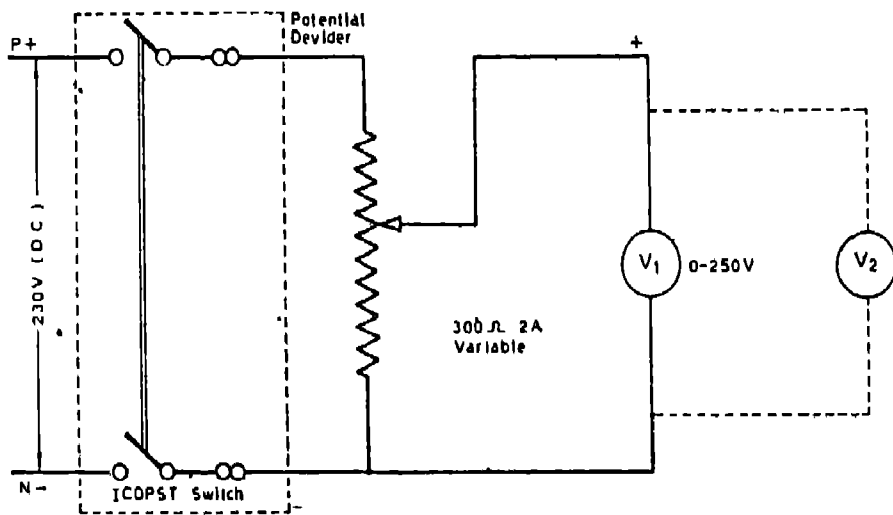 Potential
Devider
P+
+
230V (DC)
V1
0-250V
V2
300Ω 2A
Variable
N-
ICDPST Switch
-